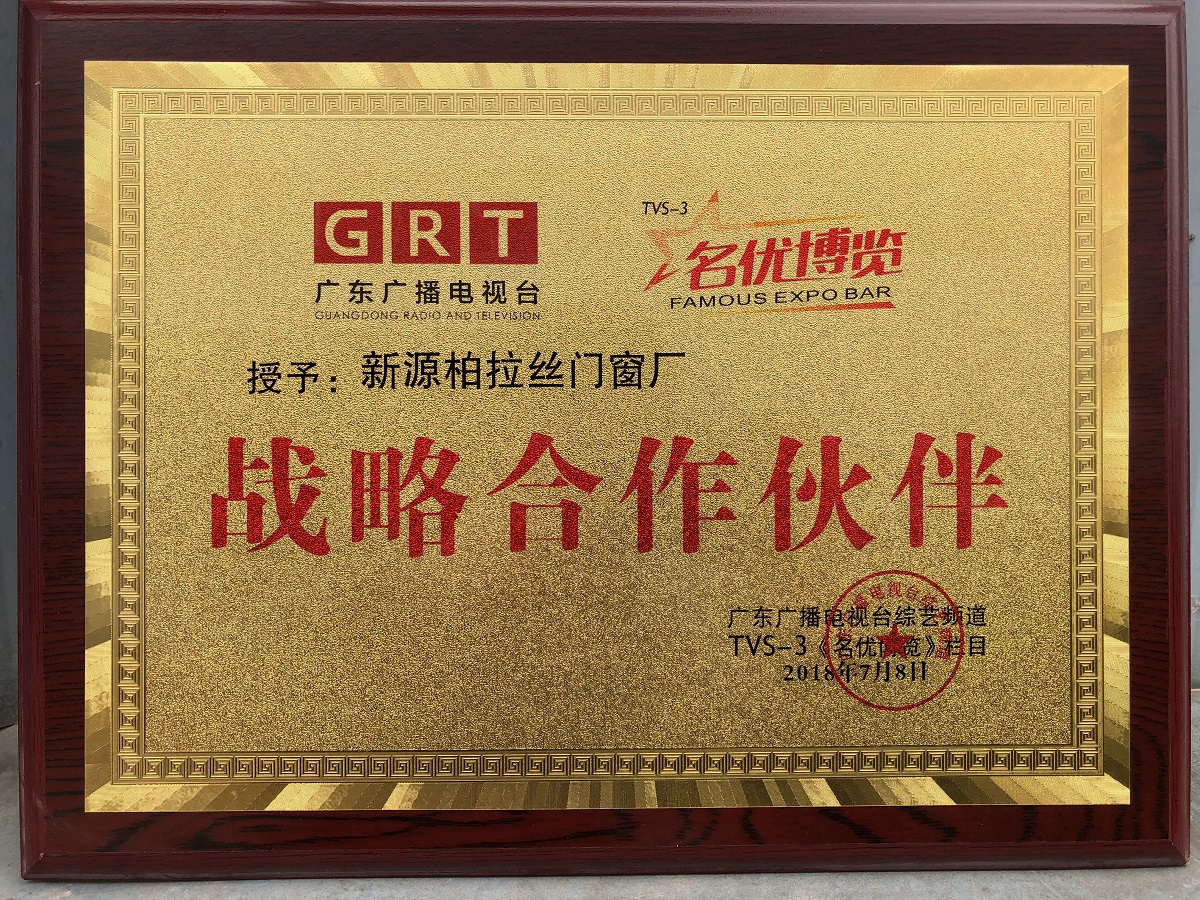 GRT
广东广播电视台
GUANGDONG RADIO AND TELEVISION
TVS-3
名优博览
FAMOUS EXPO BAR
授予：新源柏拉丝门窗厂
战略合作伙伴
广东广播电视台综艺频道
TVS-3《名优博览》栏目
2018年7月8日